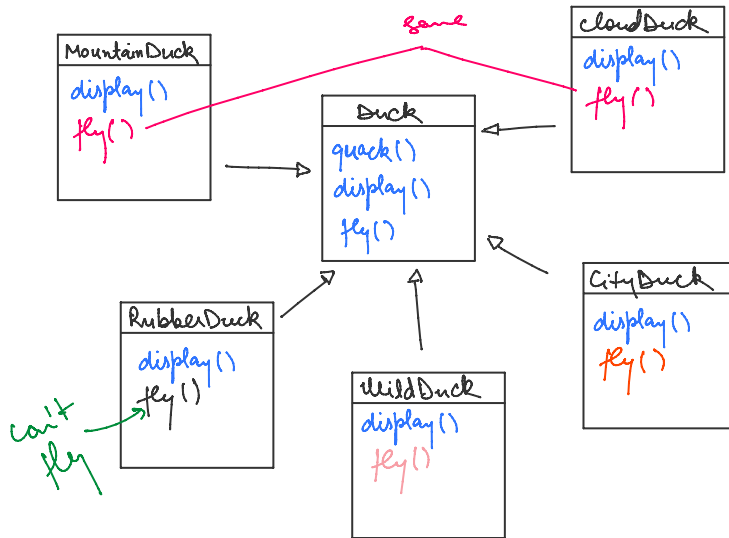 same
MountainDuck
display()
fly()
CloudDuck
display()
fly()
Duck
quack()
display()
fly()
RubberDuck
display()
fly()
can't
fly
WildDuck
display()
fly()
CityDuck
display()
fly()